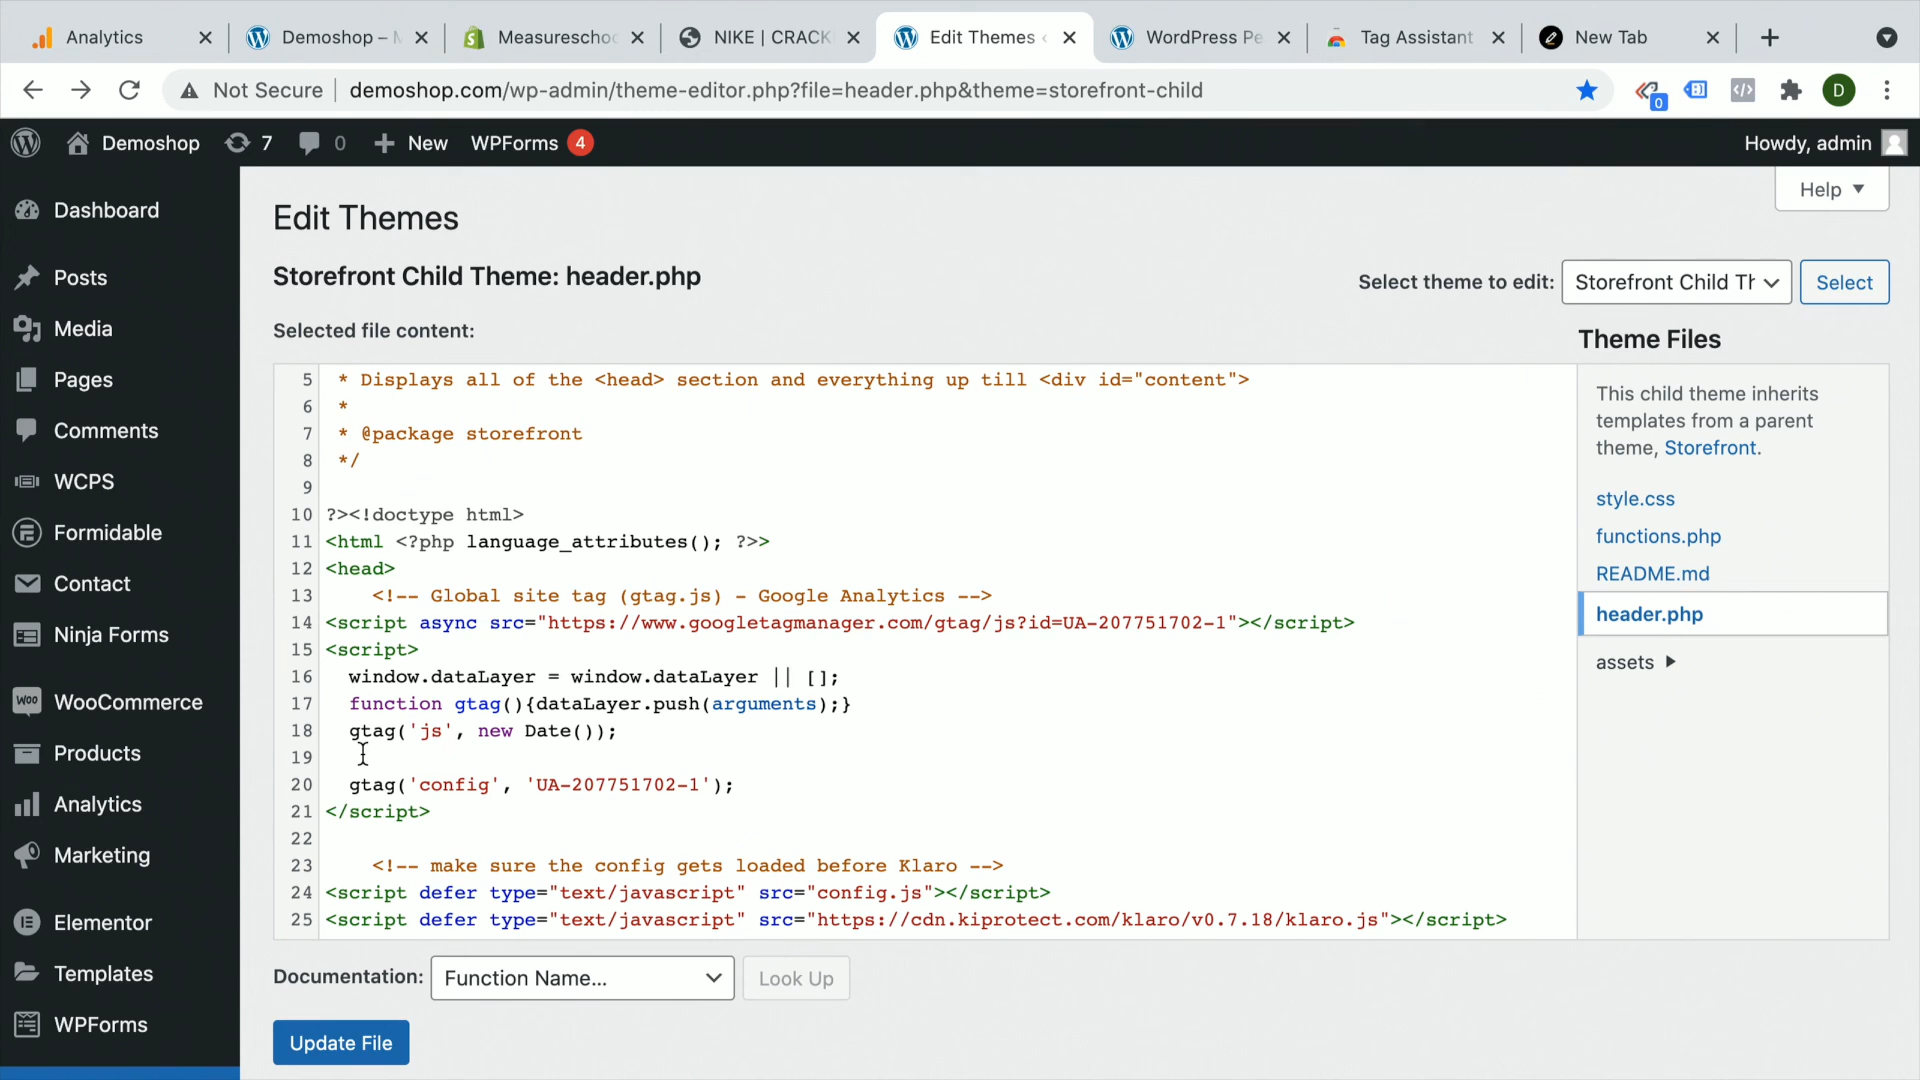 Analytics
Demoshop –
Measurescho
NIKE | CRACK
Edit Themes
WordPress Pe
Tag Assistant
New Tab
Not Secure
demoshop.com/wp-admin/theme-editor.php?file=header.php&theme=storefront-child
0
D
Demoshop
7
0
New
WPForms
4
Howdy, admin
Dashboard
Posts
Media
Pages
Comments
WCPS
Formidable
Contact
Ninja Forms
WooCommerce
Products
Analytics
Marketing
Elementor
Templates
WPForms
Help
Edit Themes
Storefront Child Theme: header.php
Select theme to edit:
Storefront Child Th
Select
Selected file content:
5 * Displays all of the <head> section and everything up till <div id="content">
6 *
7 * @package storefront
8 */
9
10 ?><!doctype html>
11 <html <?php language_attributes(); ?>>
12 <head>
13 <!-- Global site tag (gtag.js) - Google Analytics -->
14 <script async src="https://www.googletagmanager.com/gtag/js?id=UA-207751702-1"></script>
15 <script>
16 window.dataLayer = window.dataLayer || [];
17 function gtag(){dataLayer.push(arguments);}
18 gtag('js', new Date());
19
20 gtag('config', 'UA-207751702-1');
21 </script>
22
23 <!-- make sure the config gets loaded before Klaro -->
24 <script defer type="text/javascript" src="config.js"></script>
25 <script defer type="text/javascript" src="https://cdn.kiprotect.com/klaro/v0.7.18/klaro.js"></script>
Theme Files
This child theme inherits
templates from a parent
theme, Storefront.
style.css
functions.php
README.md
header.php
assets
Documentation:
Function Name...
Look Up
Update File